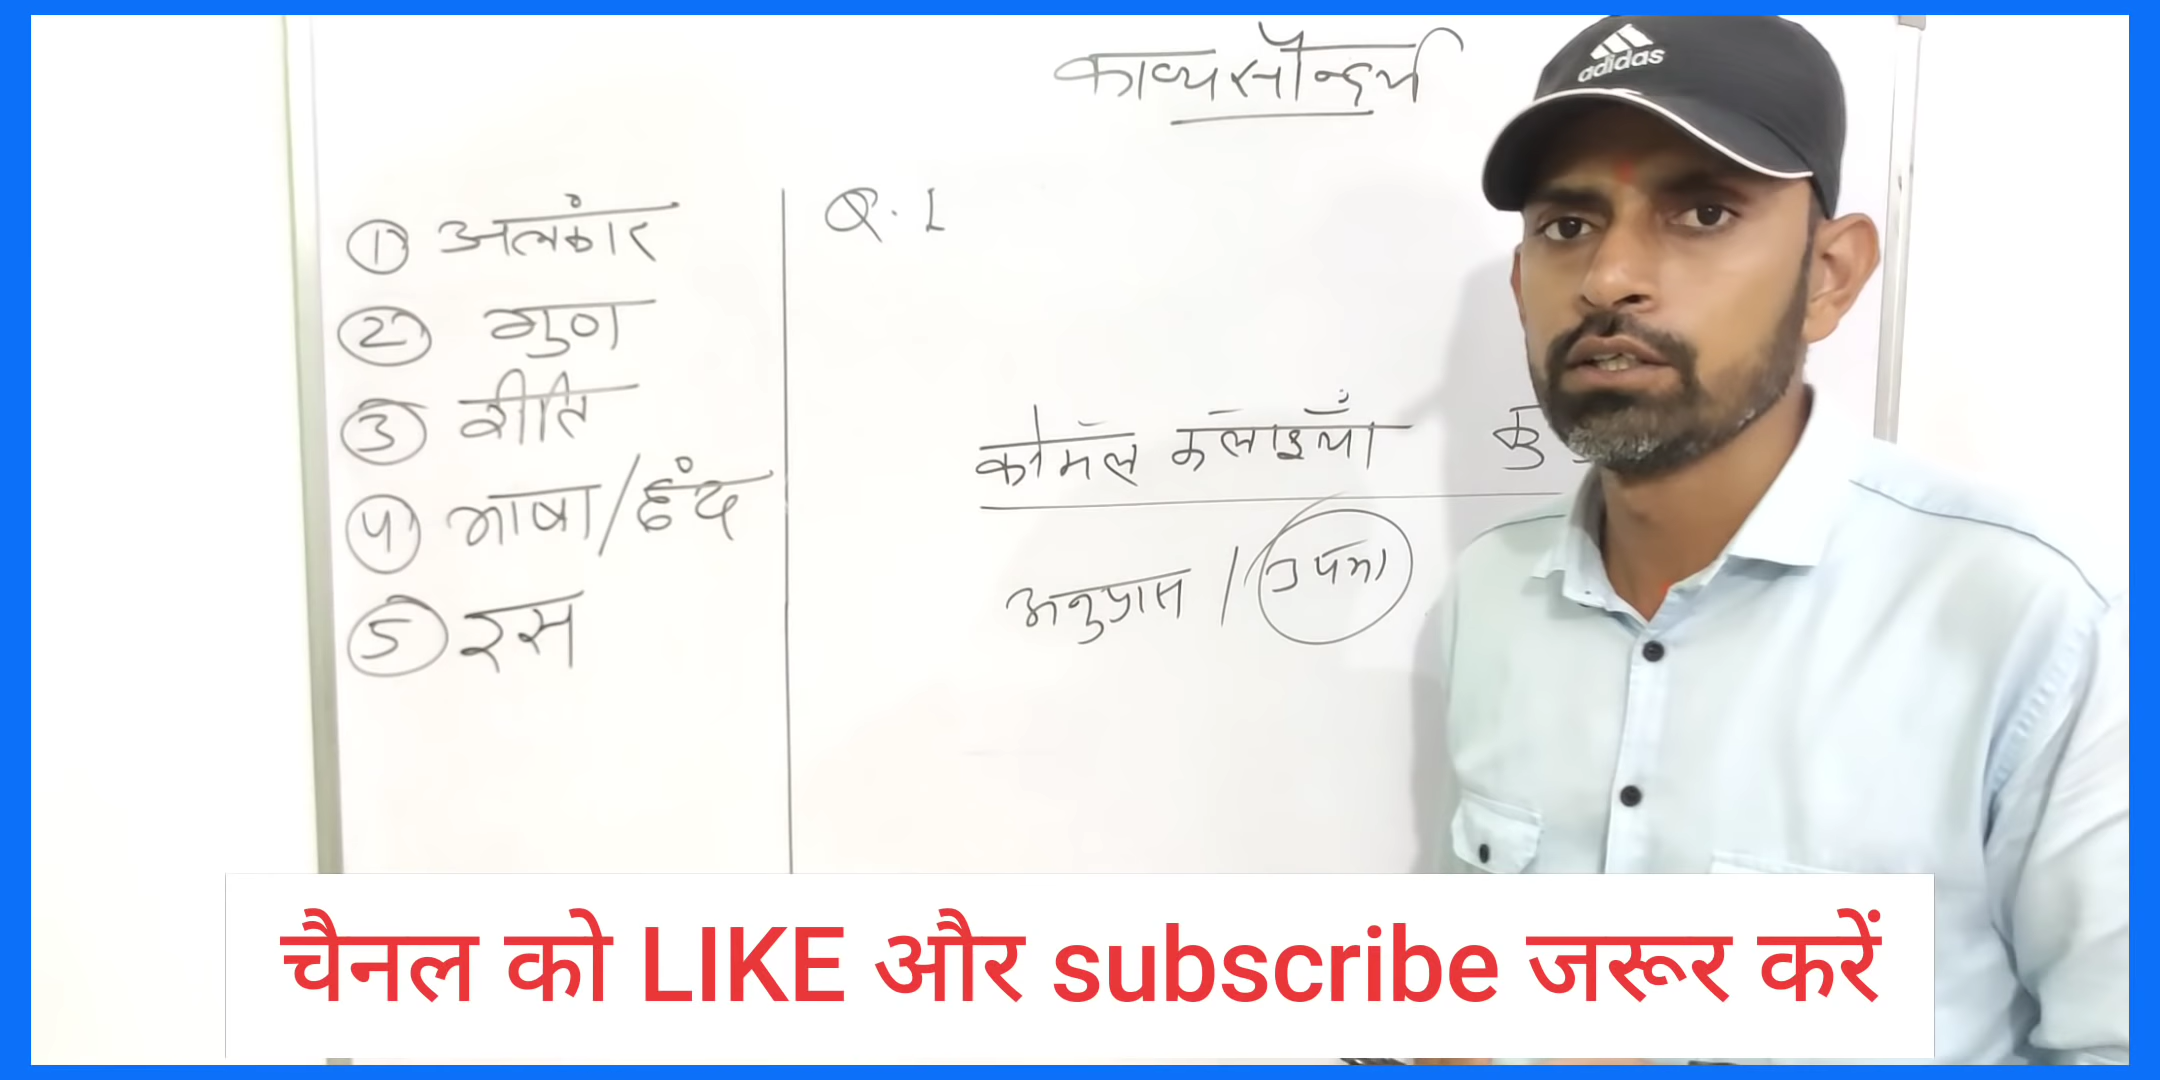 काव्यसौन्दर्य
adidas
① अलंकार
② गुण
③ रीति
④ भाषा/छंद
⑤ रस
Q.1
कोमल कलाइयाँ
अनुप्रास / उपमा
चैनल को LIKE और subscribe जरूर करें